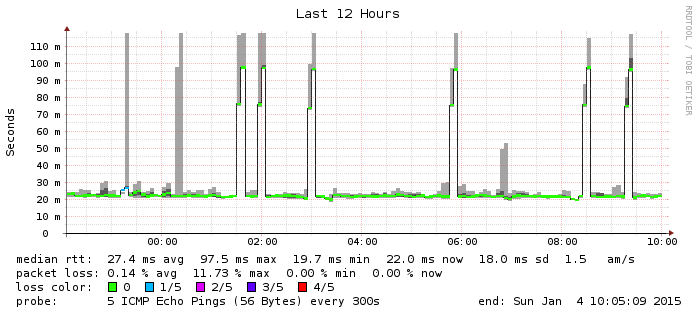 Last 12 Hours
RRDTOOL / TOBI OETIKER
Seconds
110 m
100 m
90 m
80 m
70 m
60 m
50 m
40 m
30 m
20 m
10 m
0
00:00 02:00 04:00 06:00 08:00 10:00
median rtt: 27.4 ms avg 97.5 ms max 19.7 ms min 22.0 ms now 18.0 ms sd 1.5 am/s
packet loss: 0.14 % avg 11.73 % max 0.00 % min 0.00 % now
loss color: 0 1/5 2/5 3/5 4/5
probe: 5 ICMP Echo Pings (56 Bytes) every 300s end: Sun Jan 4 10:05:09 2015